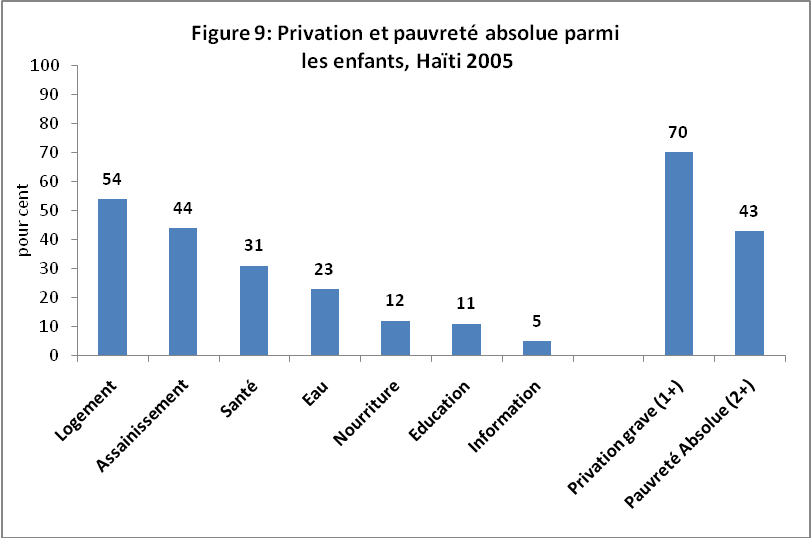 Figure 9: Privation et pauvreté absolue parmi
les enfants, Haïti 2005
pour cent
100
90
80
70
60
50
40
30
20
10
0
54
44
31
23
12
11
5
70
43
Logement
Assainissement
Santé
Eau
Nourriture
Education
Information
Privation grave (1+)
Pauvreté Absolue (2+)